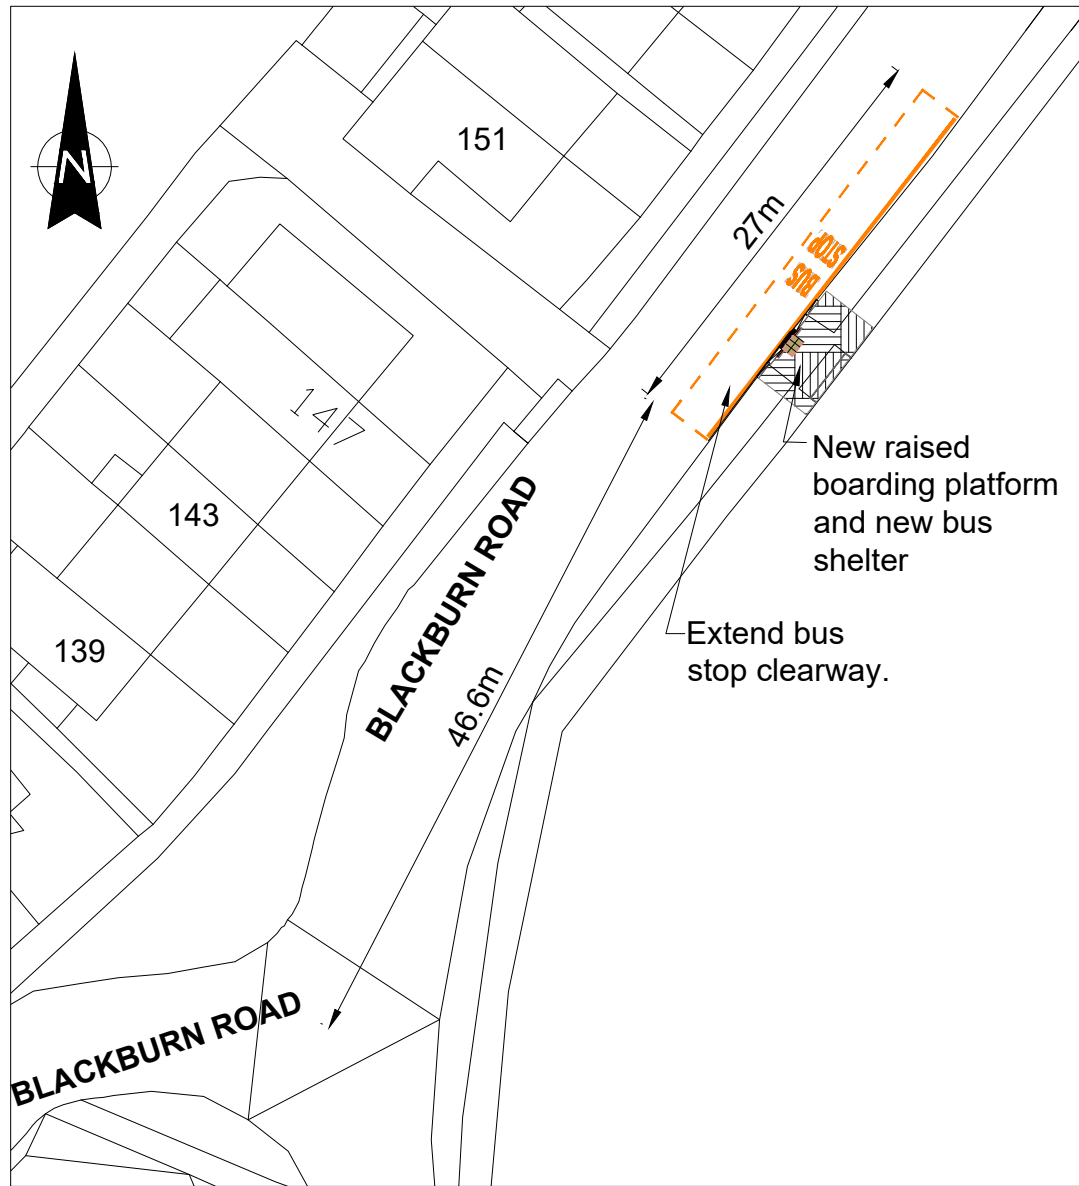 151
N
27m
BUS
STOP
147
New raised
boarding platform
and new bus
shelter
143
BLACKBURN ROAD
Extend bus
stop clearway.
139
46.6m
BLACKBURN ROAD